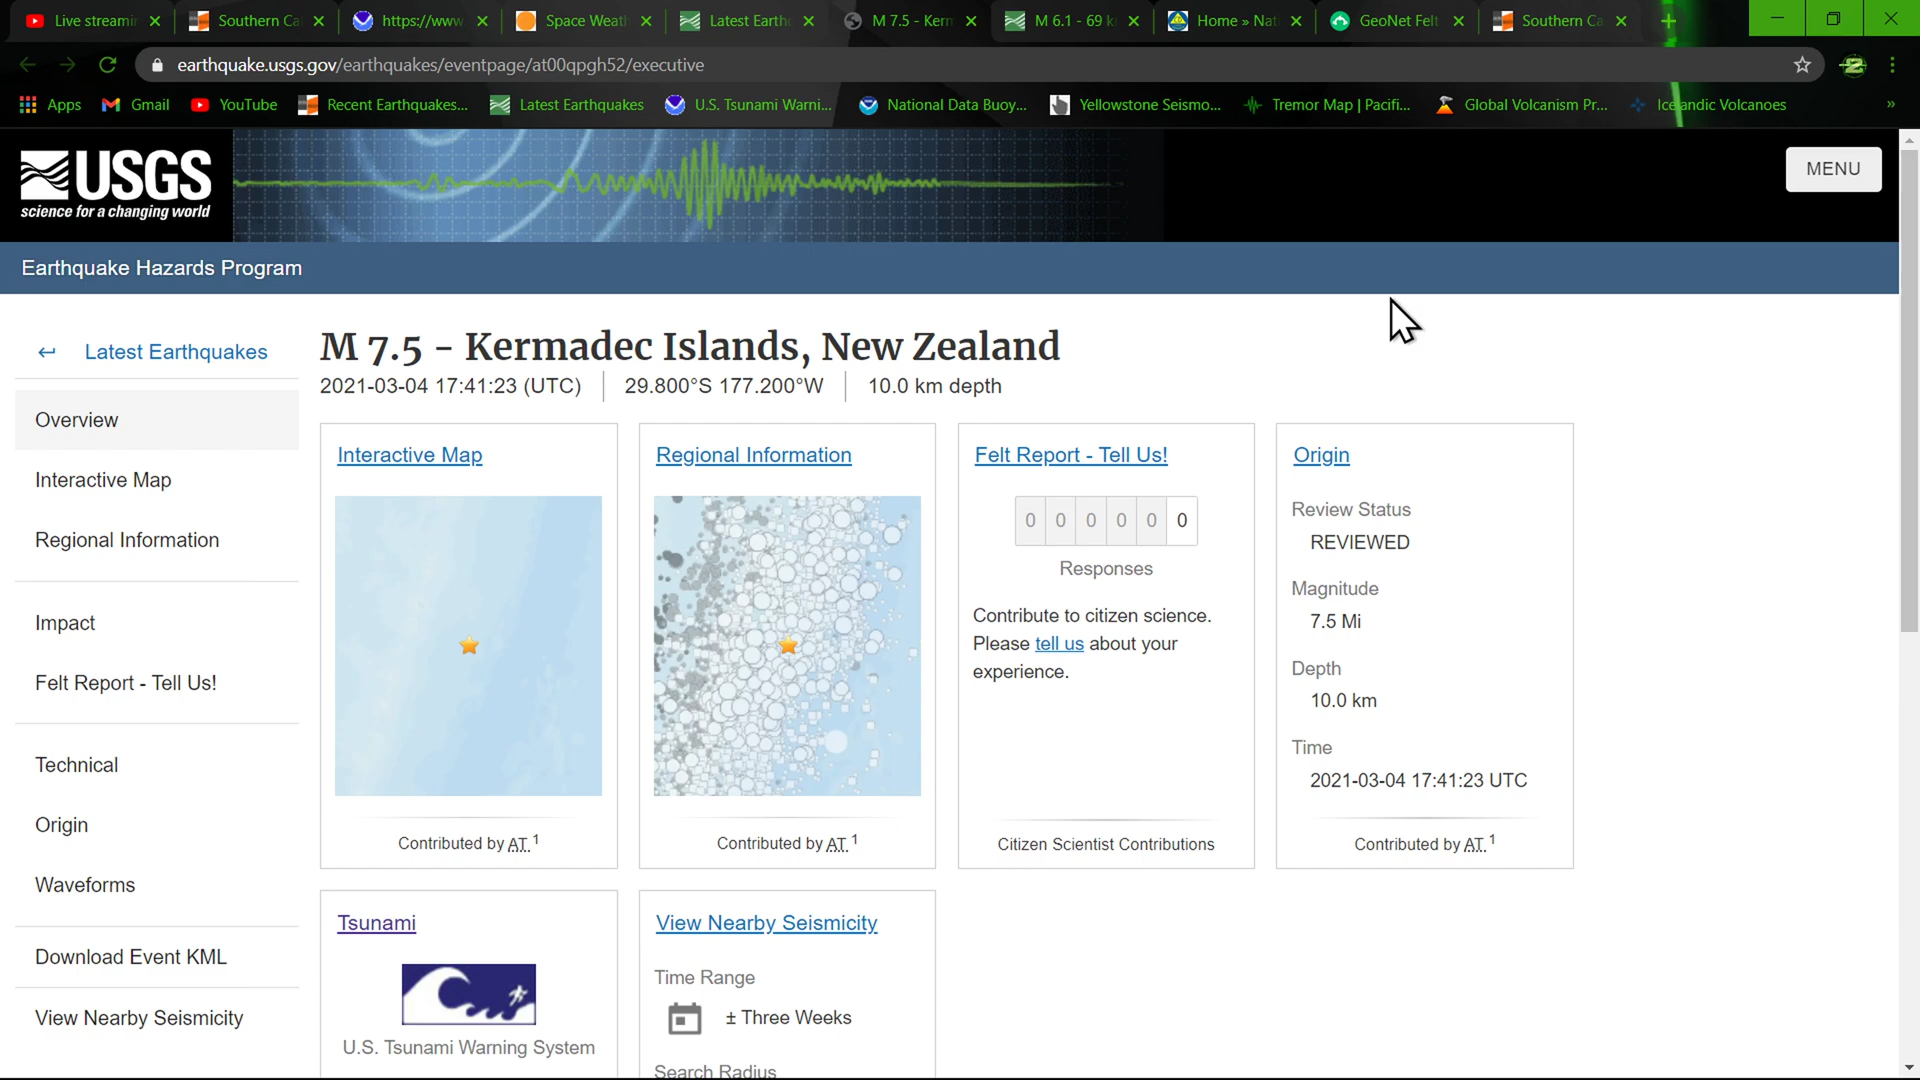 Live streamin
Southern Ca
https://www
Space Weath
Latest Earth
M 7.5 - Kerm
M 6.1 - 69 k
Home » Nat
GeoNet Felt
Southern Ca
earthquake.usgs.gov/earthquakes/eventpage/at00qpgh52/executive
Apps
Gmail
YouTube
Recent Earthquakes...
Latest Earthquakes
U.S. Tsunami Warni...
National Data Buoy...
Yellowstone Seismo...
Tremor Map | Pacifi...
Global Volcanism Pr...
Icelandic Volcanoes
»
USGS
science for a changing world
MENU
Earthquake Hazards Program
Latest Earthquakes
Overview
Interactive Map
Regional Information
Impact
Felt Report - Tell Us!
Technical
Origin
Waveforms
Download Event KML
View Nearby Seismicity
M 7.5 - Kermadec Islands, New Zealand
2021-03-04 17:41:23 (UTC)
29.800°S 177.200°W
10.0 km depth
Interactive Map
Contributed by AT 1
Regional Information
Contributed by AT 1
Felt Report - Tell Us!
0 0 0 0 0 0
Responses
Contribute to citizen science.
Please tell us about your
experience.
Citizen Scientist Contributions
Origin
Review Status
REVIEWED
Magnitude
7.5 Mi
Depth
10.0 km
Time
2021-03-04 17:41:23 UTC
Contributed by AT 1
Tsunami
U.S. Tsunami Warning System
View Nearby Seismicity
Time Range
± Three Weeks
Search Radius